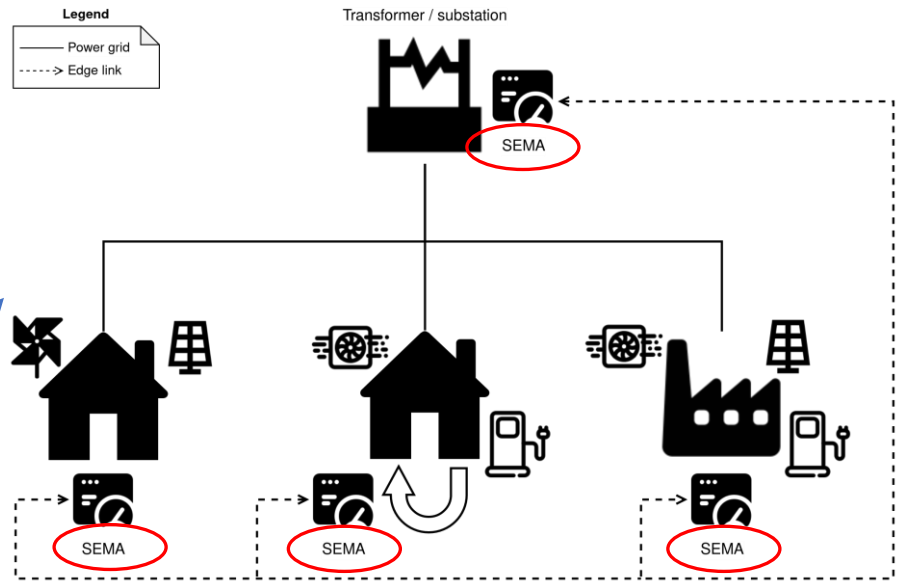 Legend
Power grid
Edge link
Transformer / substation
SEMA
SEMA
SEMA
SEMA